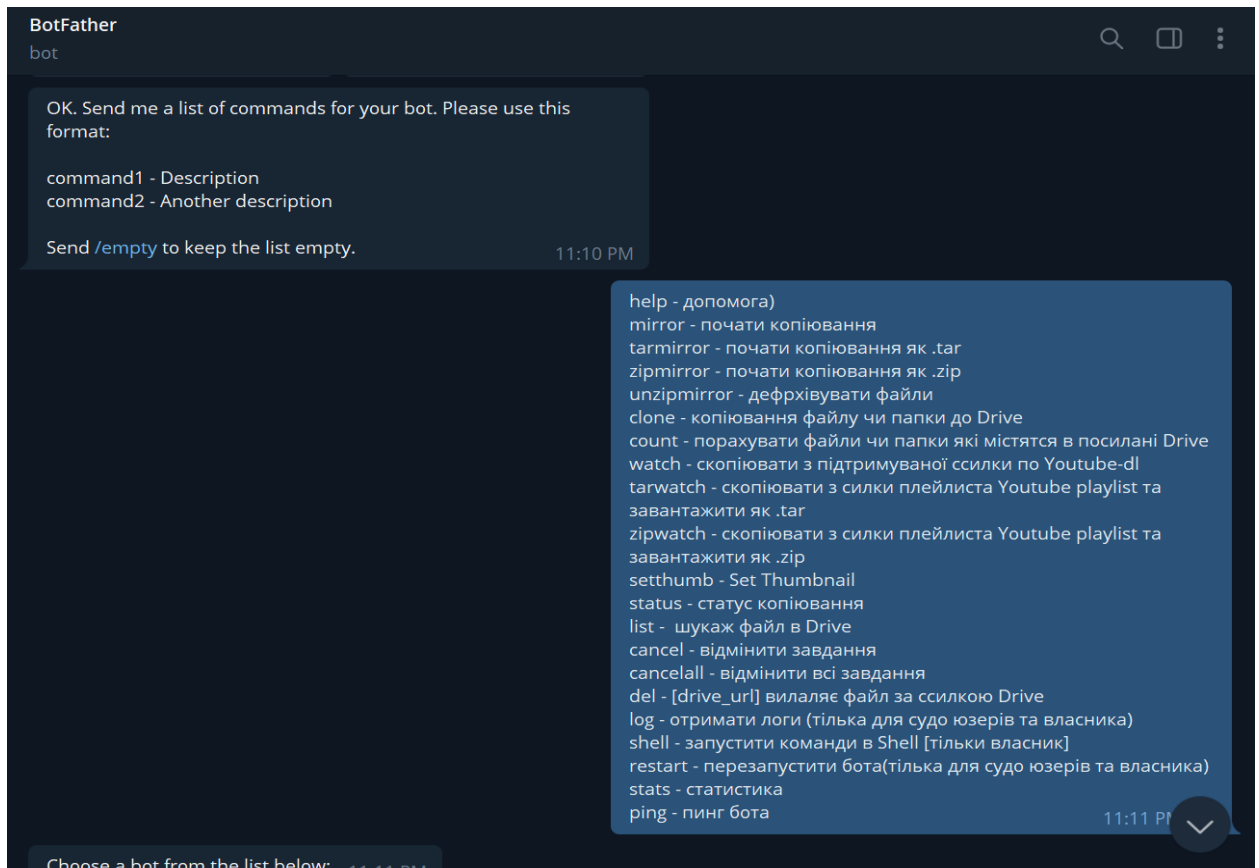 BotFather
bot
OK. Send me a list of commands for your bot. Please use this
format:
command1 - Description
command2 - Another description
Send /empty to keep the list empty.
11:10 PM
help - допомога)
mirror - почати копіювання
tarmirror - почати копіювання як .tar
zipmirror - почати копіювання як .zip
unzipmirror - дефрхівувати файли
clone - копіювання файлу чи папки до Drive
count - порахувати файли чи папки які містятся в посилані Drive
watch - скопіювати з підтримуваної ссилки по Youtube-dl
tarwatch - скопіювати з силки плейлиста Youtube playlist та
завантажити як .tar
zipwatch - скопіювати з силки плейлиста Youtube playlist та
завантажити як .zip
setthumb - Set Thumbnail
status - статус копіювання
list -  шукаж файл в Drive
cancel - відмінити завдання
cancelall - відмінити всі завдання
del - [drive_url] вилаляє файл за ссилкою Drive
log - отримати логи (тілька для судо юзерів та власника)
shell - запустити команди в Shell [тільки власник]
restart - перезапустити бота(тілька для судо юзерів та власника)
stats - статистика
ping - пинг бота
11:11 PM
Choose a bot from the list below:
11:11 PM